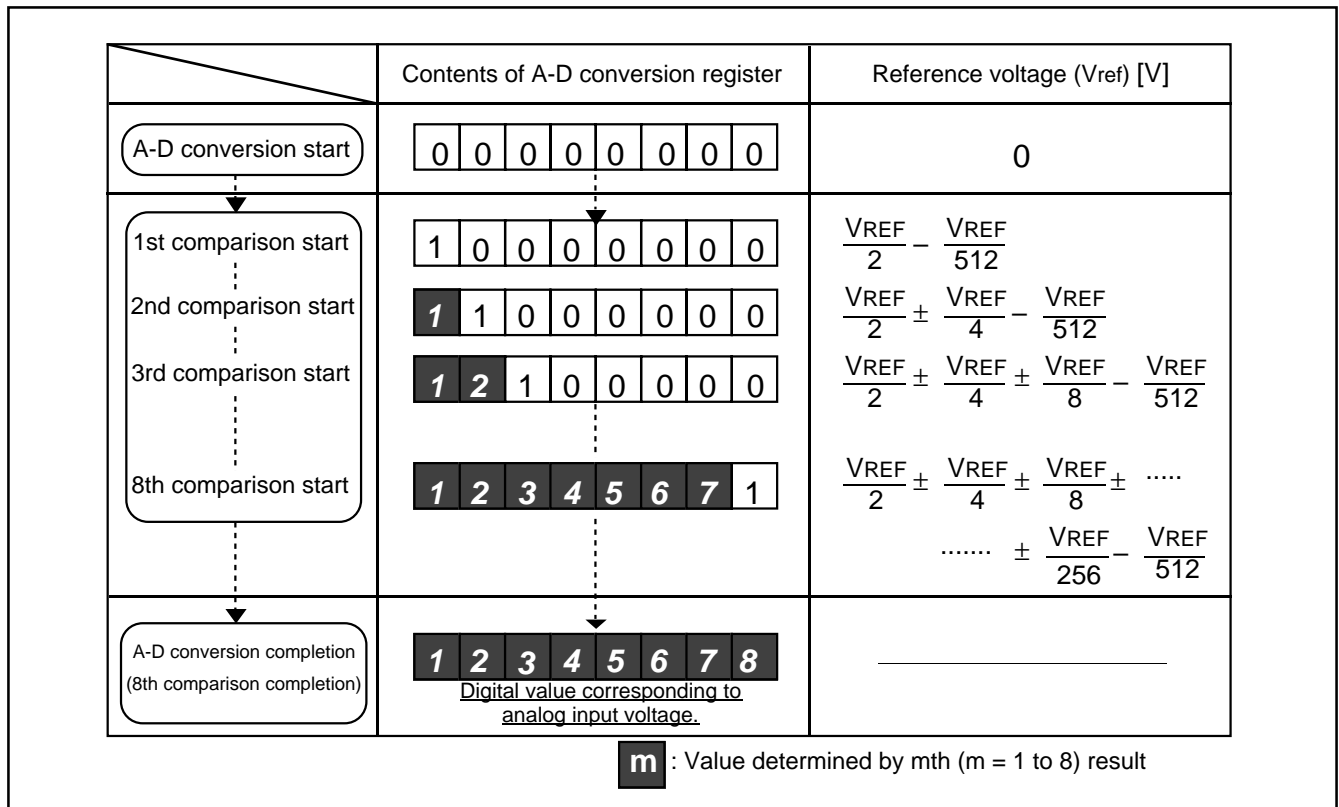 Contents of A-D conversion register
Reference voltage (Vref) [V]
A-D conversion start
0 0 0 0 0 0 0 0
0
1st comparison start
1 0 0 0 0 0 0 0
VREF/2 – VREF/512
2nd comparison start
1 1 0 0 0 0 0 0
VREF/2 ± VREF/4 – VREF/512
3rd comparison start
1 2 1 0 0 0 0 0
VREF/2 ± VREF/4 ± VREF/8 – VREF/512
8th comparison start
1 2 3 4 5 6 7 1
VREF/2 ± VREF/4 ± VREF/8 ± .....
....... ± VREF/256 – VREF/512
A-D conversion completion
(8th comparison completion)
1 2 3 4 5 6 7 8
Digital value corresponding to
analog input voltage.
m : Value determined by mth (m = 1 to 8) result